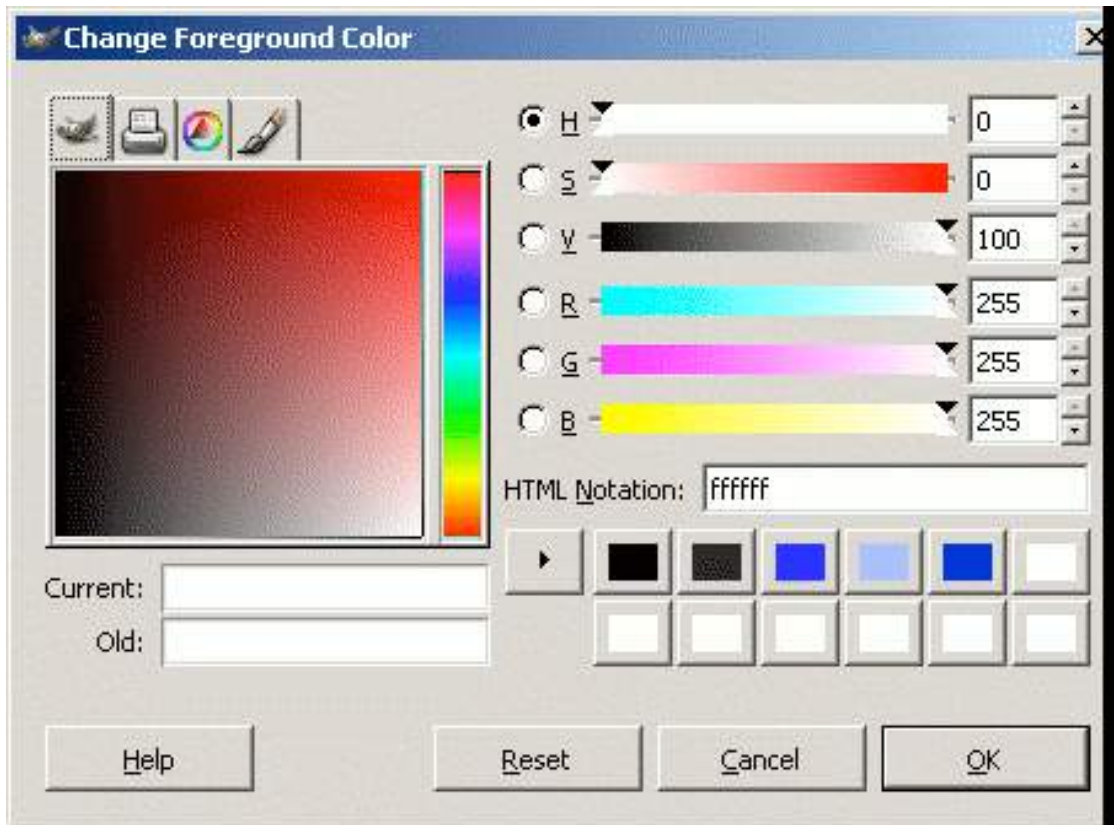 Change Foreground Color
H 0
S 0
V 100
R 255
G 255
B 255
HTML Notation: ffffff
Current:
Old:
Help Reset Cancel OK